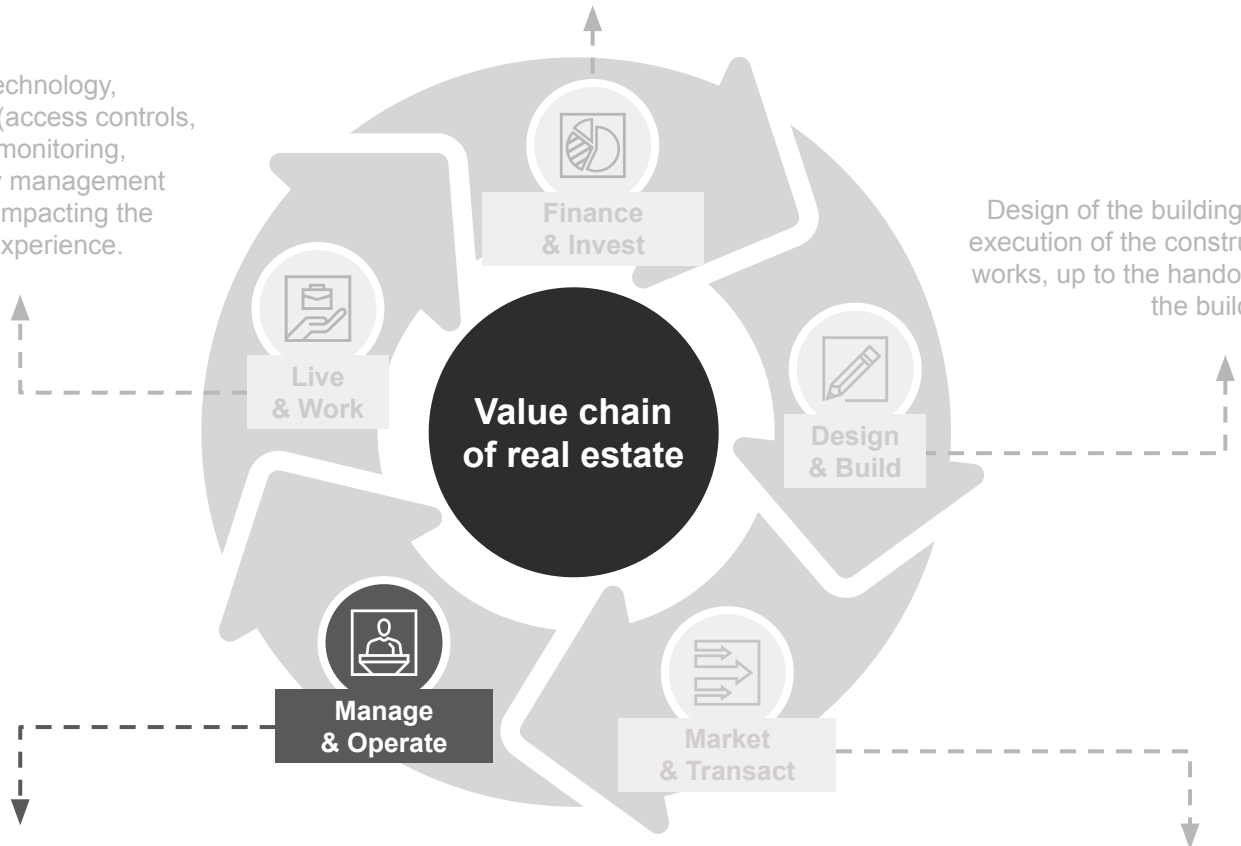 echnology,
(access controls,
monitoring,
management
mpacting the
xperience.
Finance
& Invest
Design of the building
execution of the constru
works, up to the hando
the build
Live
& Work
Value chain
of real estate
Design
& Build
Manage
& Operate
Market
& Transact